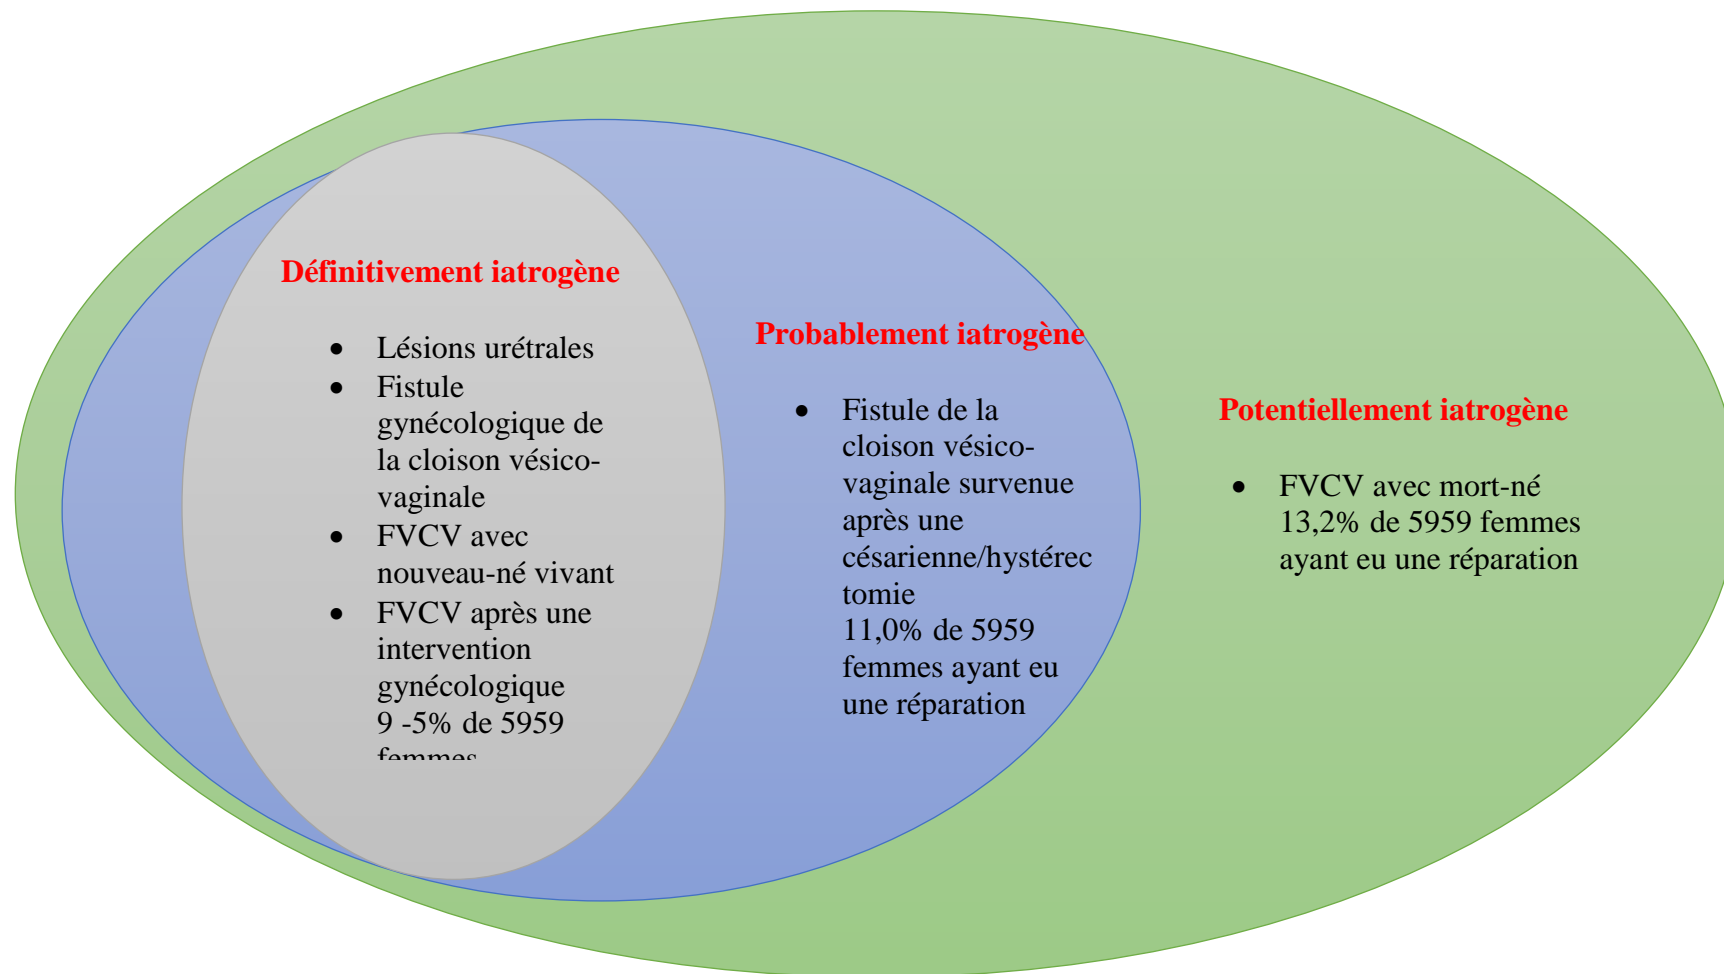 Définitivement iatrogène
• Lésions urétrales
• Fistule
gynécologique de
la cloison vésico-
vaginale
• FVCV avec
nouveau-né vivant
• FVCV après une
intervention
gynécologique
9 -5% de 5959
femmes
Probablement iatrogène
• Fistule de la
cloison vésico-
vaginale survenue
après une
césarienne/hystérec
tomie
11,0% de 5959
femmes ayant eu
une réparation
Potentiellement iatrogène
• FVCV avec mort-né
13,2% de 5959 femmes
ayant eu une réparation